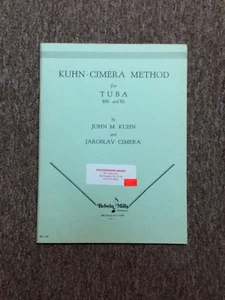 KUHN-CIMERA METHOD
for
TUBA
BBb and Eb
by
JOHN M. KUHN
and
JAROSLAV CIMERA
Belwin Mills